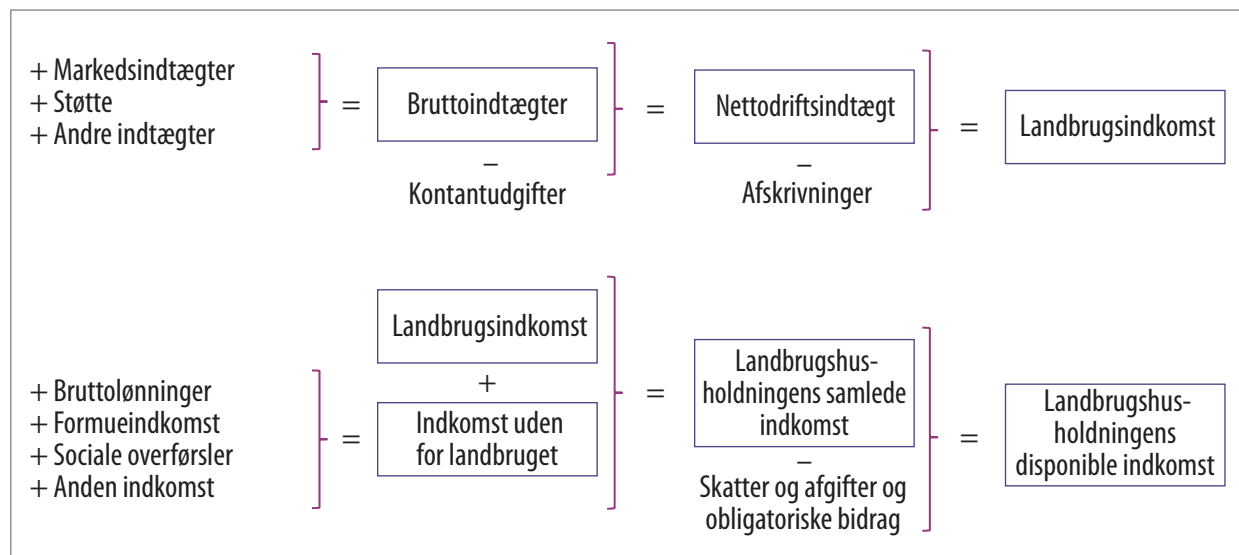 + Markedsindtægter
+ Støtte
+ Andre indtægter
=
Bruttoindtægter
–
Kontantudgifter
=
Nettodriftsindtægt
–
Afskrivninger
=
Landbrugsindkomst
+ Bruttolønninger
+ Formueindkomst
+ Sociale overførsler
+ Anden indkomst
=
Landbrugsindkomst
+
Indkomst uden
for landbruget
=
Landbrugshus-
holdningens samlede
indkomst
–
Skatter og afgifter og
obligatoriske bidrag
=
Landbrugshus-
holdningens
disponible indkomst